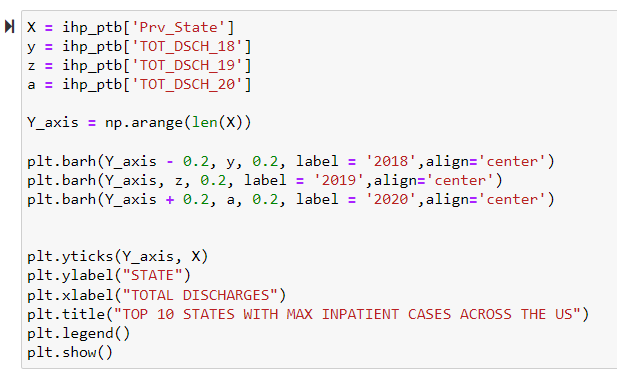 X = ihp_ptb['Prv_State']
y = ihp_ptb['TOT_DSCH_18']
z = ihp_ptb['TOT_DSCH_19']
a = ihp_ptb['TOT_DSCH_20']
Y_axis = np.arange(len(X))
plt.barh(Y_axis - 0.2, y, 0.2, label = '2018',align='center')
plt.barh(Y_axis, z, 0.2, label = '2019',align='center')
plt.barh(Y_axis + 0.2, a, 0.2, label = '2020',align='center')
plt.yticks(Y_axis, X)
plt.ylabel("STATE")
plt.xlabel("TOTAL DISCHARGES")
plt.title("TOP 10 STATES WITH MAX INPATIENT CASES ACROSS THE US")
plt.legend()
plt.show()